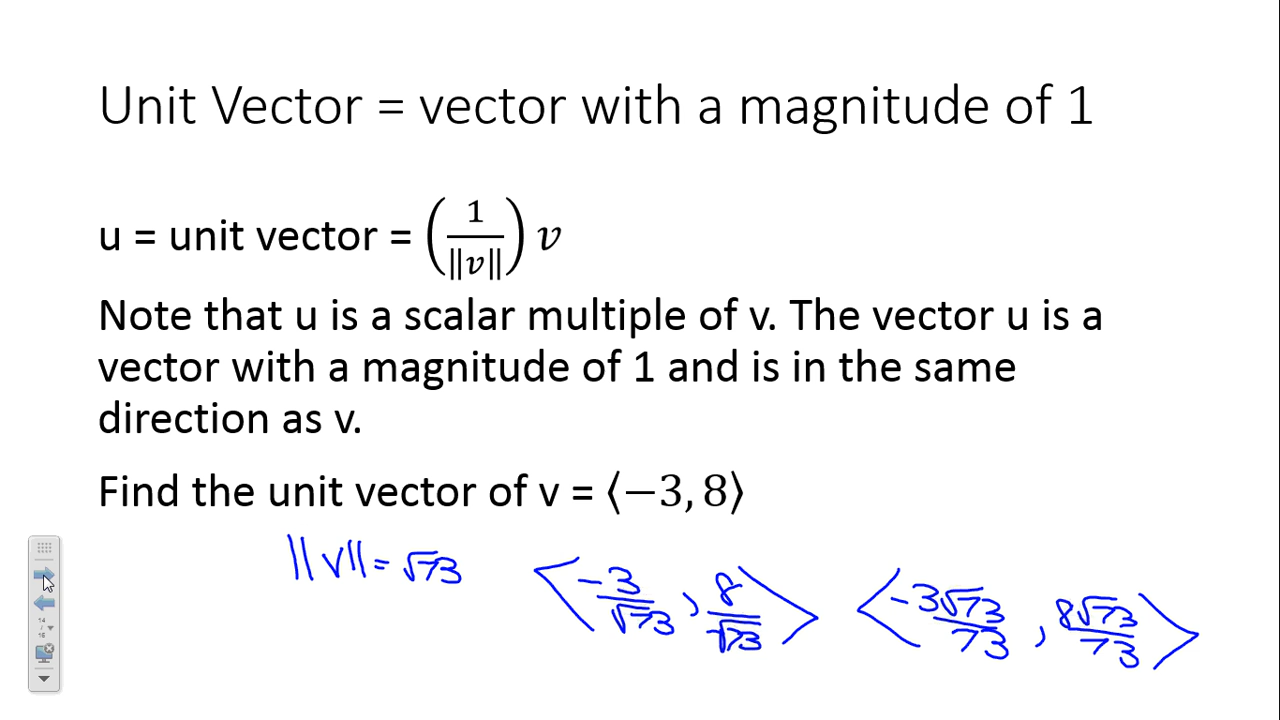 Unit Vector = vector with a magnitude of 1
u = unit vector = (1/‖v‖) v
Note that u is a scalar multiple of v. The vector u is a
vector with a magnitude of 1 and is in the same
direction as v.
Find the unit vector of v = ⟨−3, 8⟩
||v|| = √73 <-3/√73, 8/√73> <-3√73/73, 8√73/73>
14
16